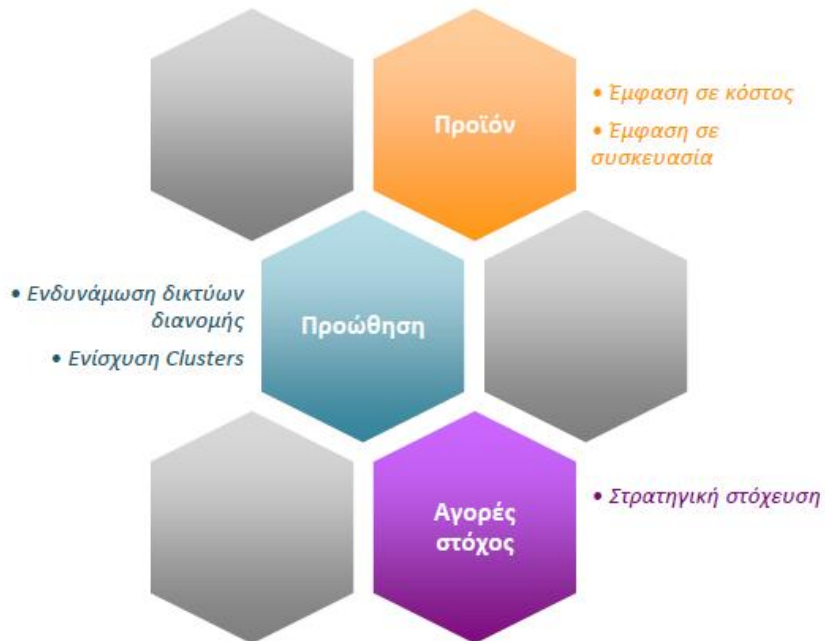 Προϊόν
• Έμφαση σε κόστος
• Έμφαση σε
συσκευασία
• Ενδυνάμωση δικτύων
διανομής
• Ενίσχυση Clusters
Προώθηση
Αγορές
στόχος
• Στρατηγική στόχευση